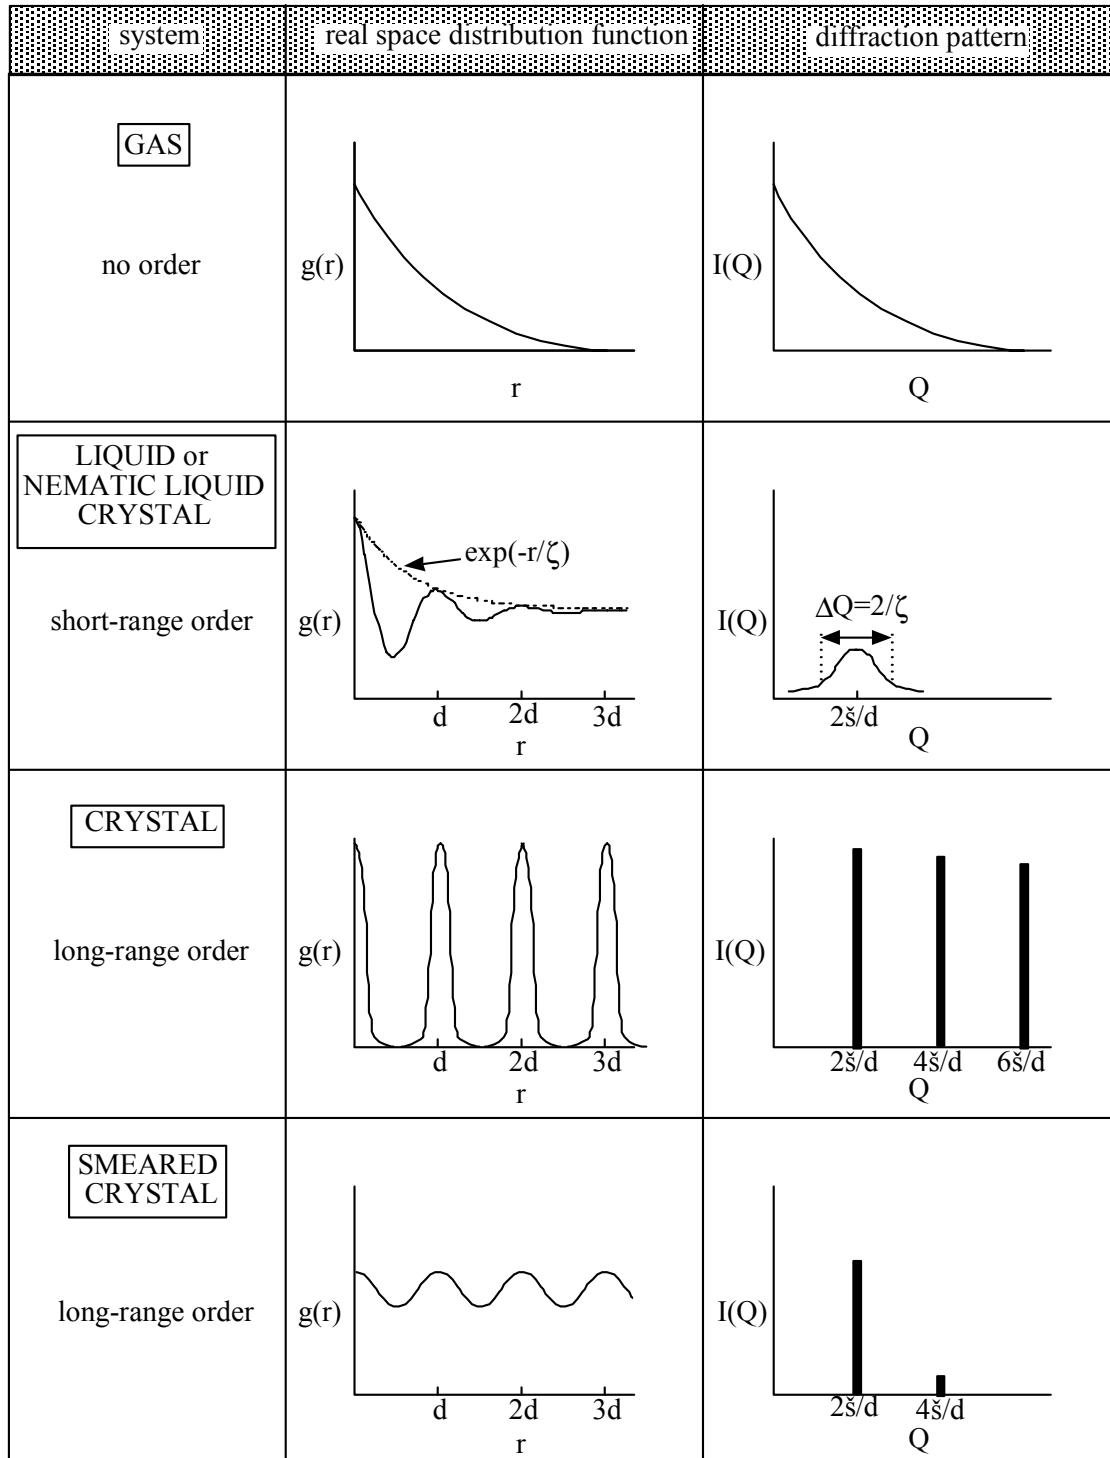 system
real space distribution function
diffraction pattern
GAS
no order
g(r)
r
I(Q)
Q
LIQUID or
NEMATIC LIQUID
CRYSTAL
short-range order
g(r)
exp(-r/ζ)
d 2d 3d
r
I(Q)
ΔQ=2/ζ
2š/d
Q
CRYSTAL
long-range order
g(r)
d 2d 3d
r
I(Q)
2š/d 4š/d 6š/d
Q
SMEARED
CRYSTAL
long-range order
g(r)
d 2d 3d
r
I(Q)
2š/d 4š/d
Q